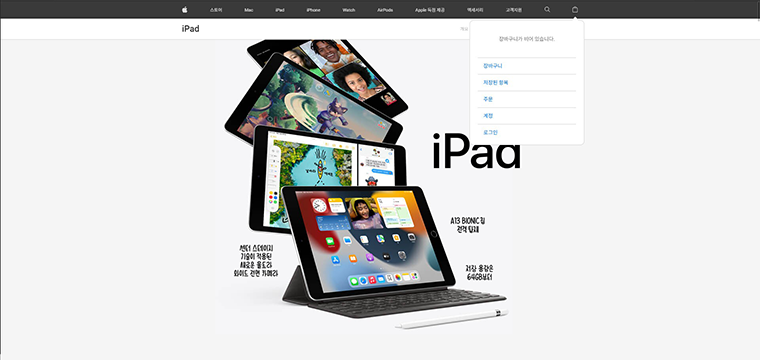 스토어 Mac iPad iPhone Watch AirPods Apple 독점 제공 액세서리 고객지원
iPad
장바구니가 비어 있습니다.
장바구니
저장된 항목
주문
계정
로그인
iPad
A13 BIONIC 칩
전격 탑재
센터 스테이지
기술이 적용된
새로운 울트라
와이드 전면 카메라
저장 용량은
64GB부터